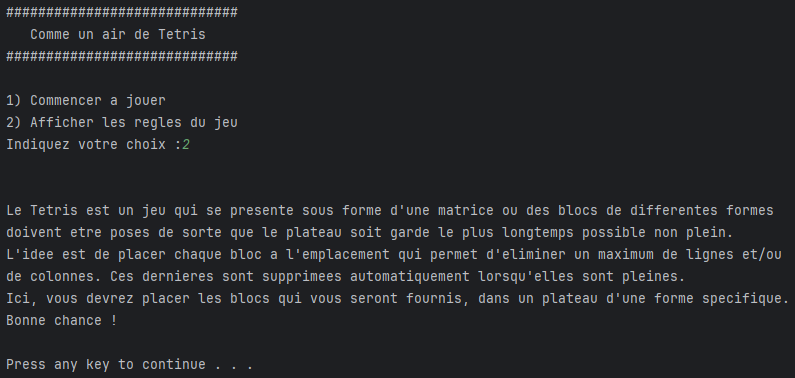 #############################
Comme un air de Tetris
#############################
1) Commencer a jouer
2) Afficher les regles du jeu
Indiquez votre choix :2
Le Tetris est un jeu qui se presente sous forme d'une matrice ou des blocs de differentes formes
doivent etre poses de sorte que le plateau soit garde le plus longtemps possible non plein.
L'idee est de placer chaque bloc a l'emplacement qui permet d'eliminer un maximum de lignes et/ou
de colonnes. Ces dernieres sont supprimees automatiquement lorsqu'elles sont pleines.
Ici, vous devrez placer les blocs qui vous seront fournis, dans un plateau d'une forme specifique.
Bonne chance !
Press any key to continue . . .